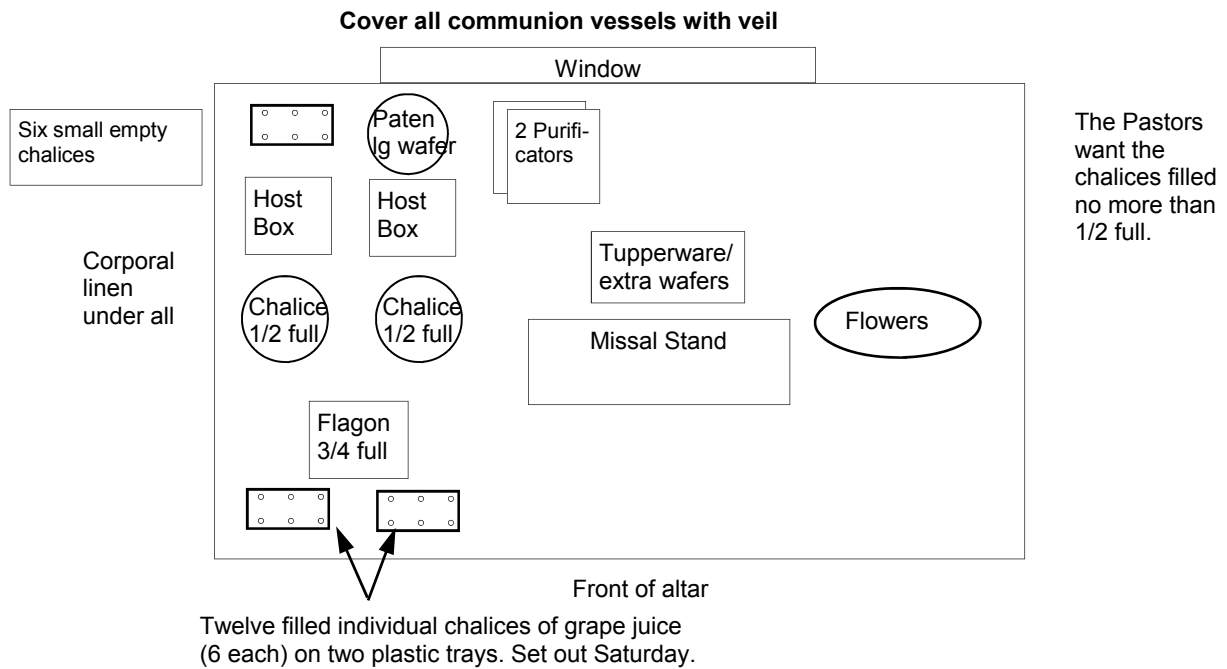 Cover all communion vessels with veil
Window
Six small empty
chalices
Paten
lg wafer
2 Purifi-
cators
The Pastors
want the
chalices filled
no more than
1/2 full.
Host
Box
Host
Box
Corporal
linen
under all
Tupperware/
extra wafers
Chalice
1/2 full
Chalice
1/2 full
Missal Stand
Flowers
Flagon
3/4 full
Front of altar
Twelve filled individual chalices of grape juice
(6 each) on two plastic trays. Set out Saturday.